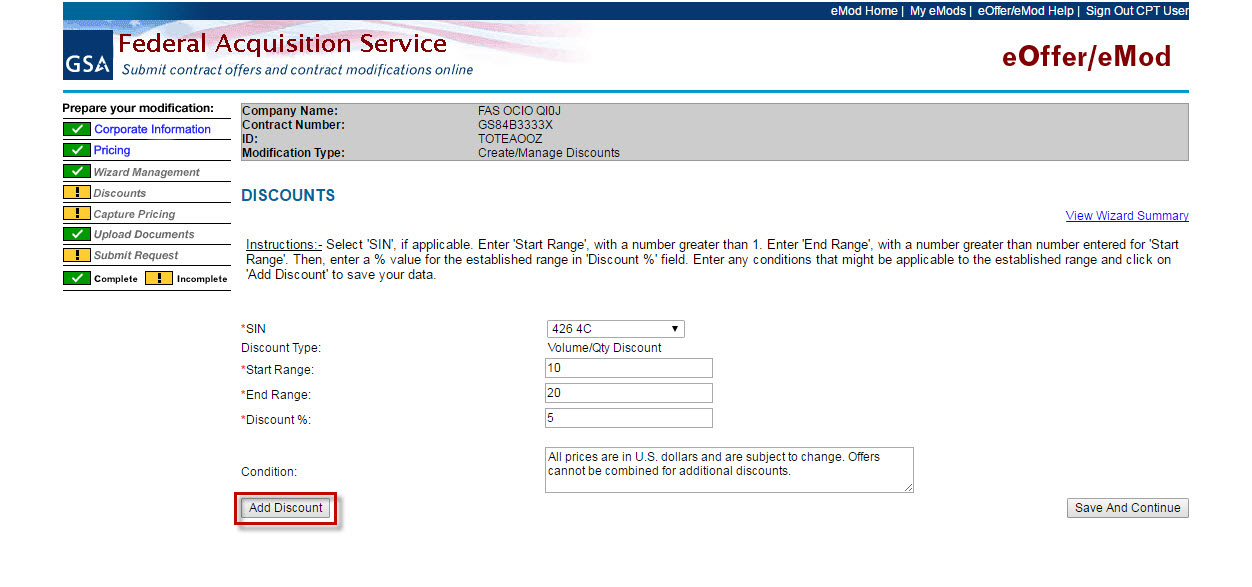 eMod Home | My eMods | eOffer/eMod Help | Sign Out CPT User
GSA
Federal Acquisition Service
Submit contract offers and contract modifications online
eOffer/eMod
Prepare your modification:
Corporate Information
Pricing
Wizard Management
Discounts
Capture Pricing
Upload Documents
Submit Request
Complete Incomplete
Company Name: FAS OCIO QI0J
Contract Number: GS84B3333X
ID: TOTEAOOZ
Modification Type: Create/Manage Discounts
DISCOUNTS
View Wizard Summary
Instructions:- Select 'SIN', if applicable. Enter 'Start Range', with a number greater than 1. Enter 'End Range', with a number greater than number entered for 'Start
Range'. Then, enter a % value for the established range in 'Discount %' field. Enter any conditions that might be applicable to the established range and click on
'Add Discount' to save your data.
*SIN 426 4C
Discount Type: Volume/Qty Discount
*Start Range: 10
*End Range: 20
*Discount %: 5
Condition: All prices are in U.S. dollars and are subject to change. Offers
cannot be combined for additional discounts.
Add Discount Save And Continue